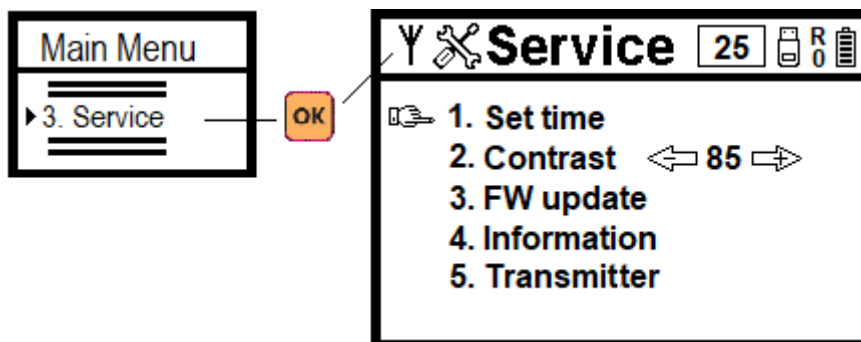 Main Menu
3. Service
OK
Service 25 R 0
1. Set time
2. Contrast 85
3. FW update
4. Information
5. Transmitter